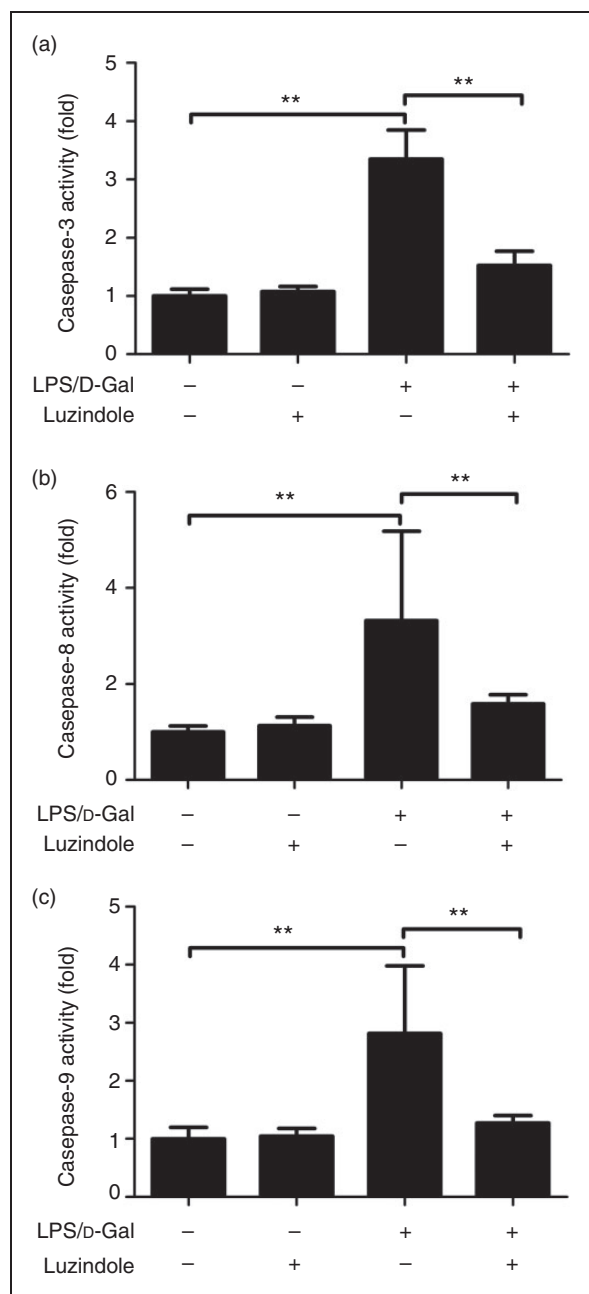 (a)
Casepase-3 activity (fold)
5
4
3
2
1
0
** **
LPS/D-Gal – – + +
Luzindole – + – +
(b)
Casepase-8 activity (fold)
6
4
2
0
** **
LPS/D-Gal – – + +
Luzindole – + – +
(c)
Casepase-9 activity (fold)
5
4
3
2
1
0
** **
LPS/D-Gal – – + +
Luzindole – + – +